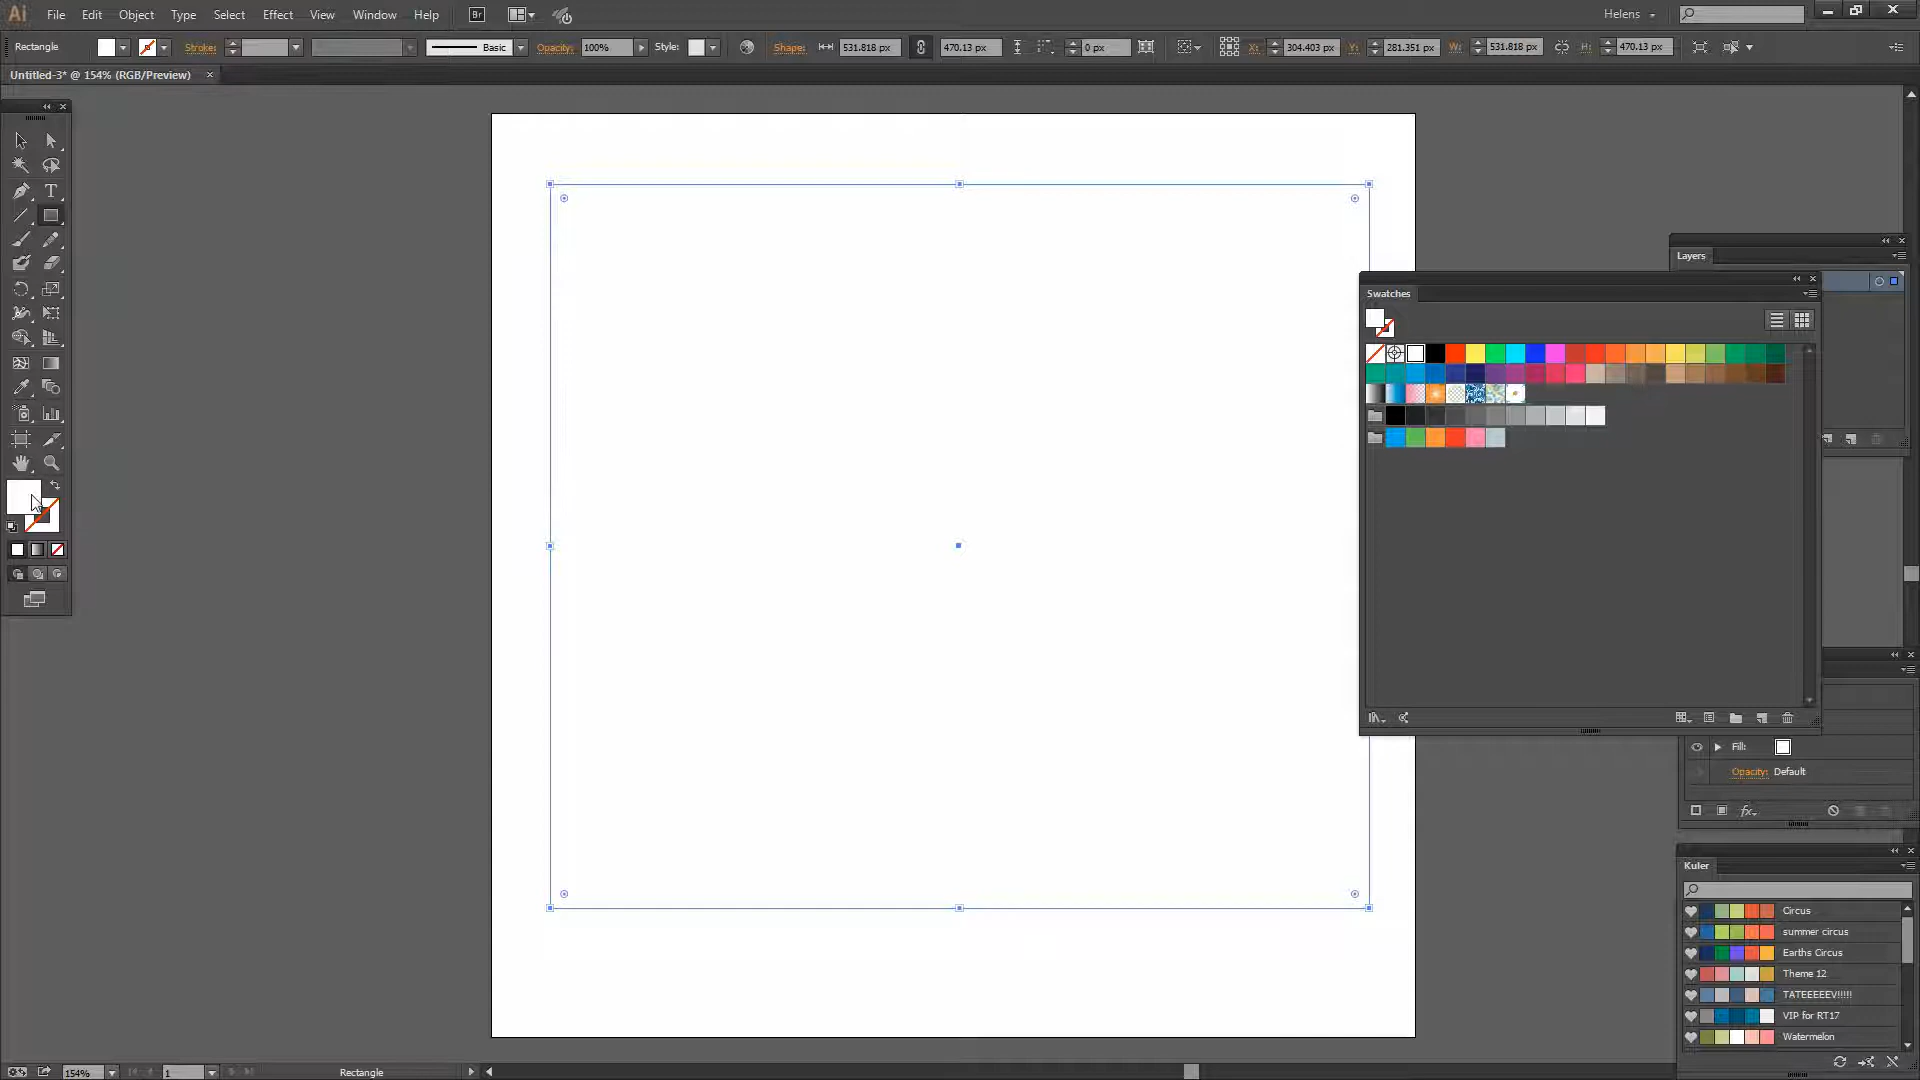 Ai File Edit Object Type Select Effect View Window Help Br Helens
Rectangle Stroke: Basic Opacity: 100% Style: Shape: 531.818 px 470.13 px 0 px X: 304.403 px Y: 281.351 px W: 531.818 px H: 470.13 px
Untitled-3* @ 154% (RGB/Preview)
T
Layers
Swatches
Fill:
Opacity: Default
fx
Kuler
Circus
summer circus
Earths Circus
Theme 12
TATEEEEEV!!!!!
VIP for RT17
Watermelon
154% 1 Rectangle